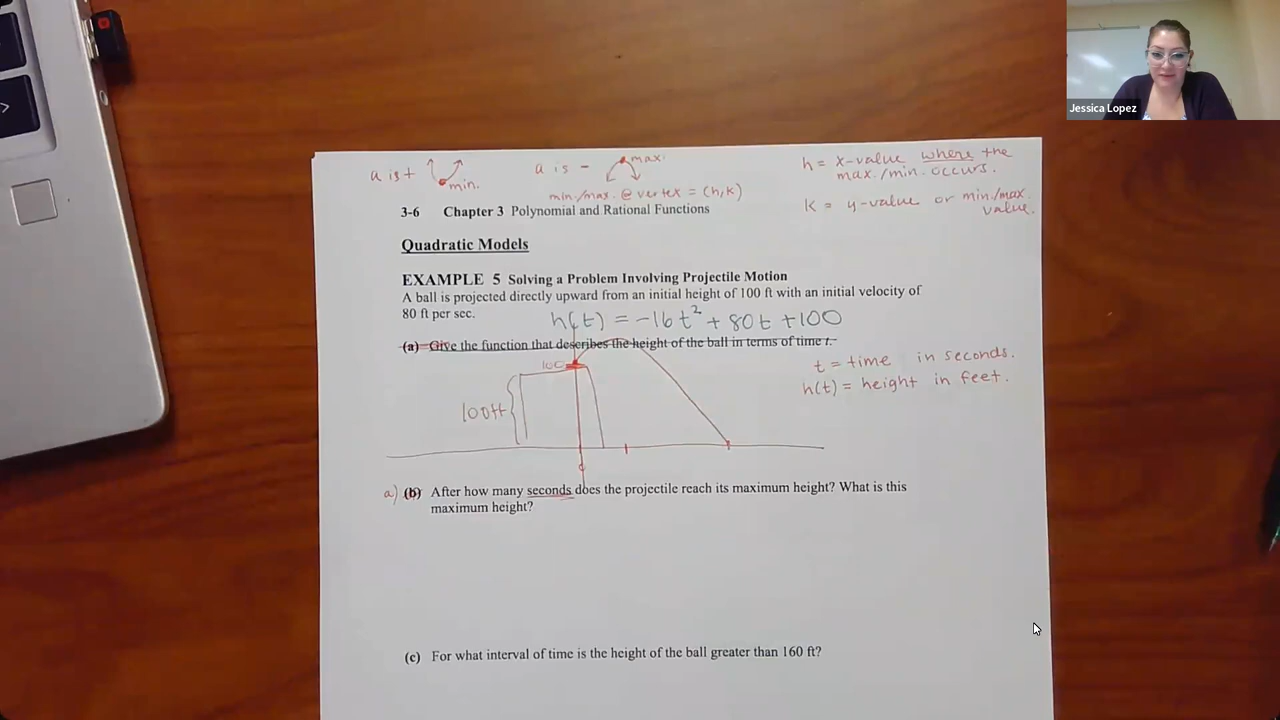 Jessica Lopez
a is + min.
a is - max.
min./max. @ vertex = (h,k)
h = x-value where the
max./min. occurs.
k = y-value or min./max.
value.
3-6 Chapter 3 Polynomial and Rational Functions
Quadratic Models
EXAMPLE 5 Solving a Problem Involving Projectile Motion
A ball is projected directly upward from an initial height of 100 ft with an initial velocity of
80 ft per sec.
h(t) = -16t² + 80t + 100
(a) Give the function that describes the height of the ball in terms of time t.
t = time in seconds.
h(t) = height in feet.
100
100ft
a) (b) After how many seconds does the projectile reach its maximum height? What is this
maximum height?
(c) For what interval of time is the height of the ball greater than 160 ft?